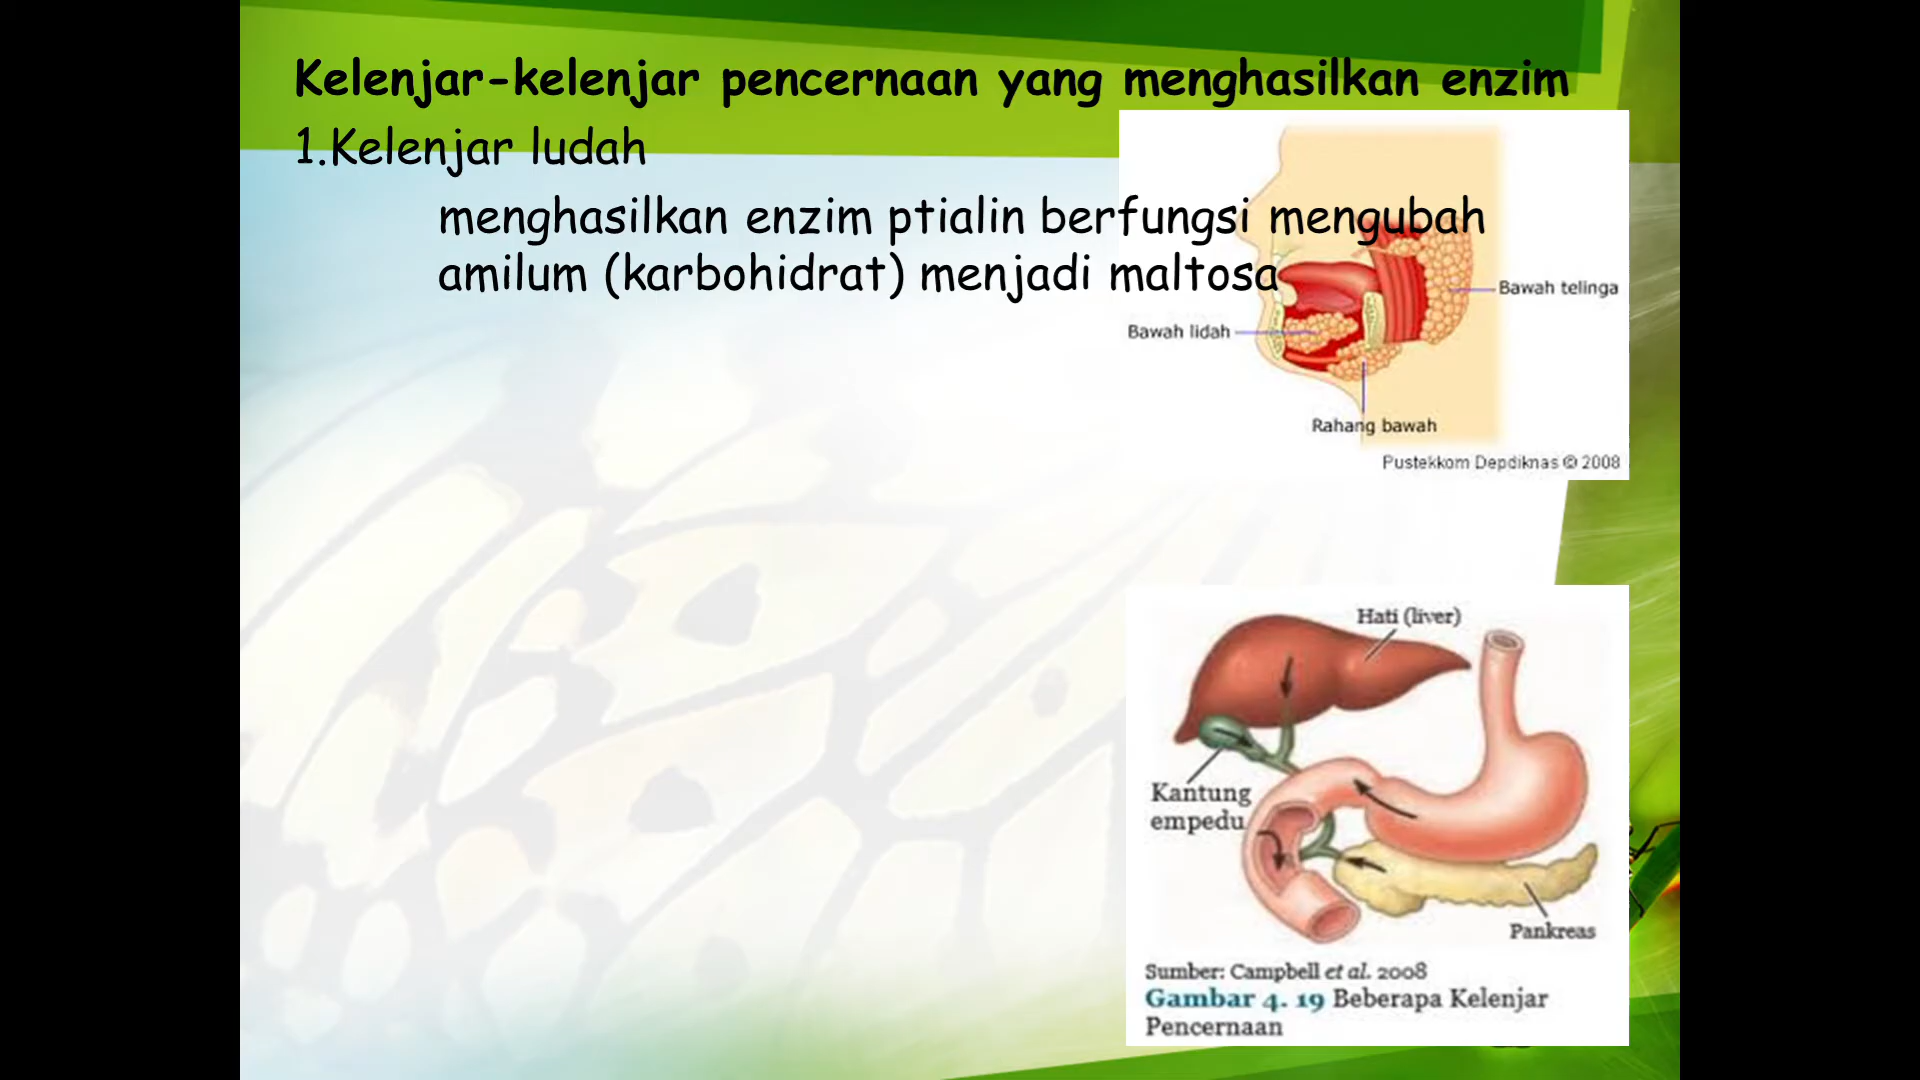 Kelenjar-kelenjar pencernaan yang menghasilkan enzim
1.Kelenjar ludah
menghasilkan enzim ptialin berfungsi mengubah
amilum (karbohidrat) menjadi maltosa
Bawah telinga
Bawah lidah
Rahang bawah
Pustekkom Depdiknas © 2008
Hati (liver)
Kantung
empedu
Pankreas
Sumber: Campbell et al. 2008
Gambar 4. 19 Beberapa Kelenjar
Pencernaan